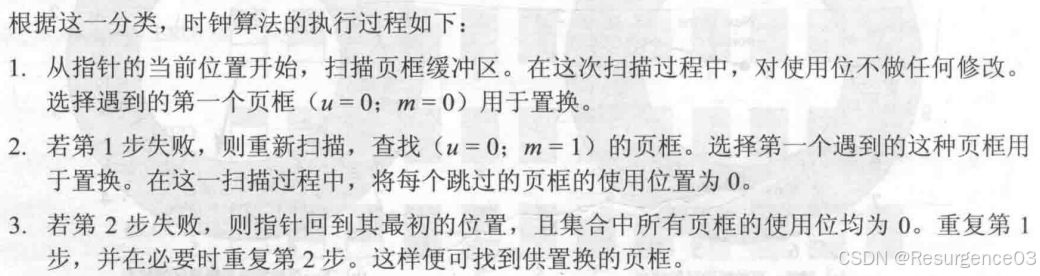 根据这一分类，时钟算法的执行过程如下：
1. 从指针的当前位置开始，扫描页框缓冲区。在这次扫描过程中，对使用位不做任何修改。
选择遇到的第一个页框（u = 0；m = 0）用于置换。
2. 若第 1 步失败，则重新扫描，查找（u = 0；m = 1）的页框。选择第一个遇到的这种页框用
于置换。在这一扫描过程中，将每个跳过的页框的使用位置为 0。
3. 若第 2 步失败，则指针回到其最初的位置，且集合中所有页框的使用位均为 0。重复第 1
步，并在必要时重复第 2 步。这样便可找到供置换的页框。
CSDN @Resurgence03